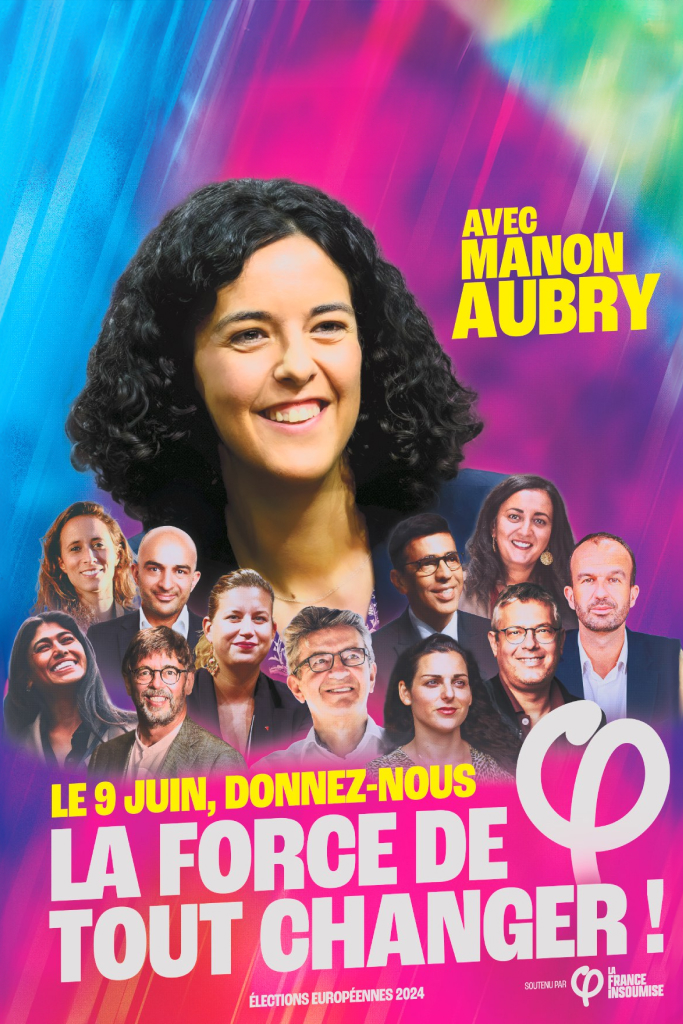 AVEC
MANON
AUBRY
LE 9 JUIN, DONNEZ-NOUS
LA FORCE DE
TOUT CHANGER !
ÉLECTIONS EUROPÉENNES 2024
SOUTENU PAR
LA
FRANCE
INSOUMISE